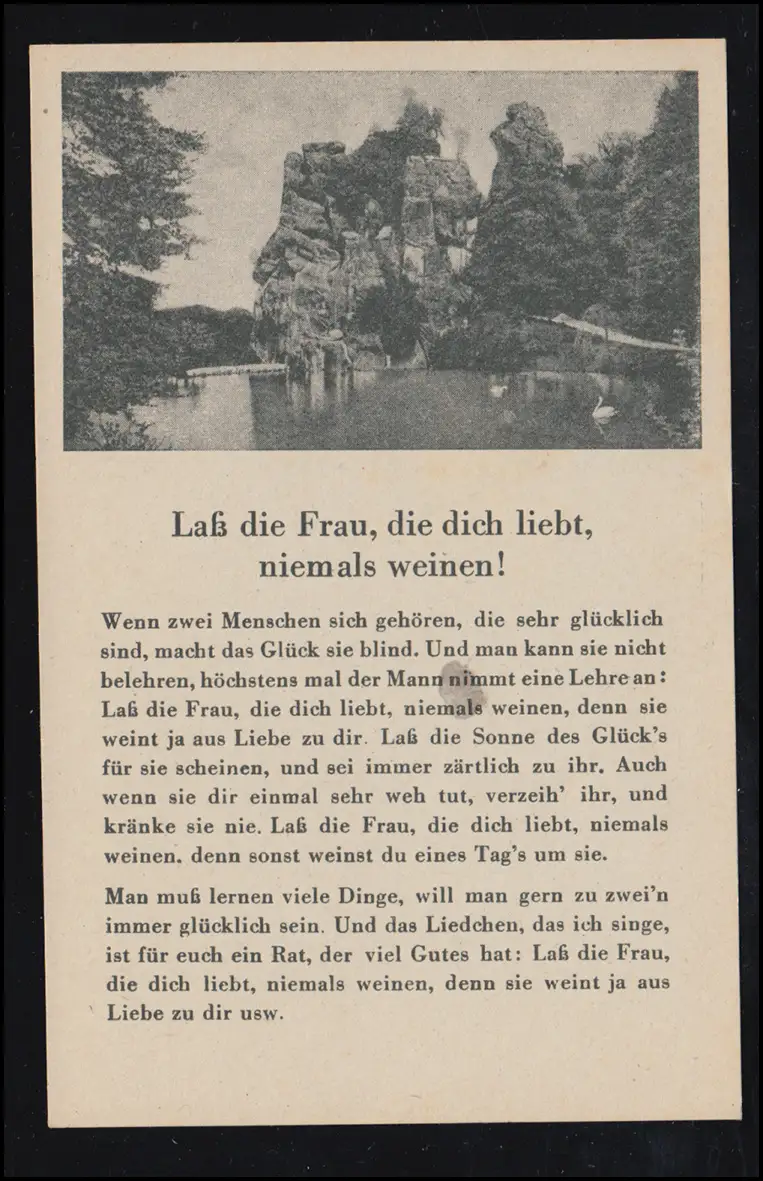 Laß die Frau, die dich liebt,
niemals weinen!
Wenn zwei Menschen sich gehören, die sehr glücklich
sind, macht das Glück sie blind. Und man kann sie nicht
belehren, höchstens mal der Mann nimmt eine Lehre an:
Laß die Frau, die dich liebt, niemals weinen, denn sie
weint ja aus Liebe zu dir. Laß die Sonne des Glück's
für sie scheinen, und sei immer zärtlich zu ihr. Auch
wenn sie dir einmal sehr weh tut, verzeih' ihr, und
kränke sie nie. Laß die Frau, die dich liebt, niemals
weinen, denn sonst weinst du eines Tag's um sie.
Man muß lernen viele Dinge, will man gern zu zwei'n
immer glücklich sein. Und das Liedchen, das ich singe,
ist für euch ein Rat, der viel Gutes hat: Laß die Frau,
die dich liebt, niemals weinen, denn sie weint ja aus
Liebe zu dir usw.